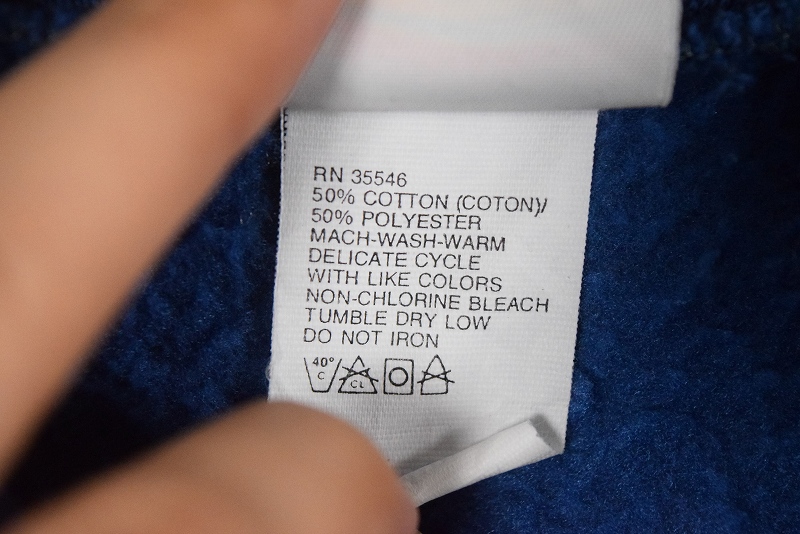 RN 35546
50% COTTON (COTON)/
50% POLYESTER
MACH-WASH-WARM
DELICATE CYCLE
WITH LIKE COLORS
NON-CHLORINE BLEACH
TUMBLE DRY LOW
DO NOT IRON
40°
C CL